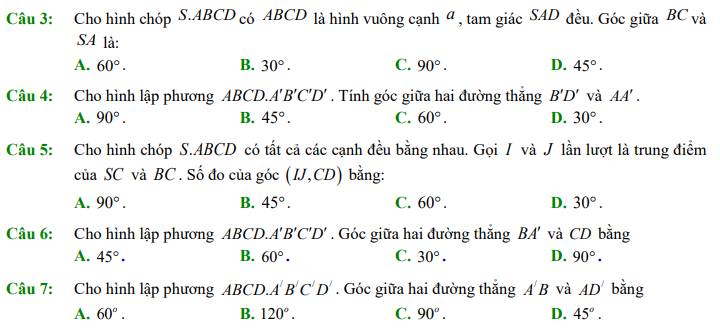 Câu 3: Cho hình chóp S.ABCD có ABCD là hình vuông cạnh a, tam giác SAD đều. Góc giữa BC và
SA là:
A. 60°. B. 30°. C. 90°. D. 45°.
Câu 4: Cho hình lập phương ABCD.A'B'C'D'. Tính góc giữa hai đường thẳng B'D' và AA'.
A. 90°. B. 45°. C. 60°. D. 30°.
Câu 5: Cho hình chóp S.ABCD có tất cả các cạnh đều bằng nhau. Gọi I và J lần lượt là trung điểm
của SC và BC. Số đo của góc (IJ,CD) bằng:
A. 90°. B. 45°. C. 60°. D. 30°.
Câu 6: Cho hình lập phương ABCD.A'B'C'D'. Góc giữa hai đường thẳng BA' và CD bằng
A. 45°. B. 60°. C. 30°. D. 90°.
Câu 7: Cho hình lập phương ABCD.A'B'C'D'. Góc giữa hai đường thẳng A'B và AD' bằng
A. 60°. B. 120°. C. 90°. D. 45°.